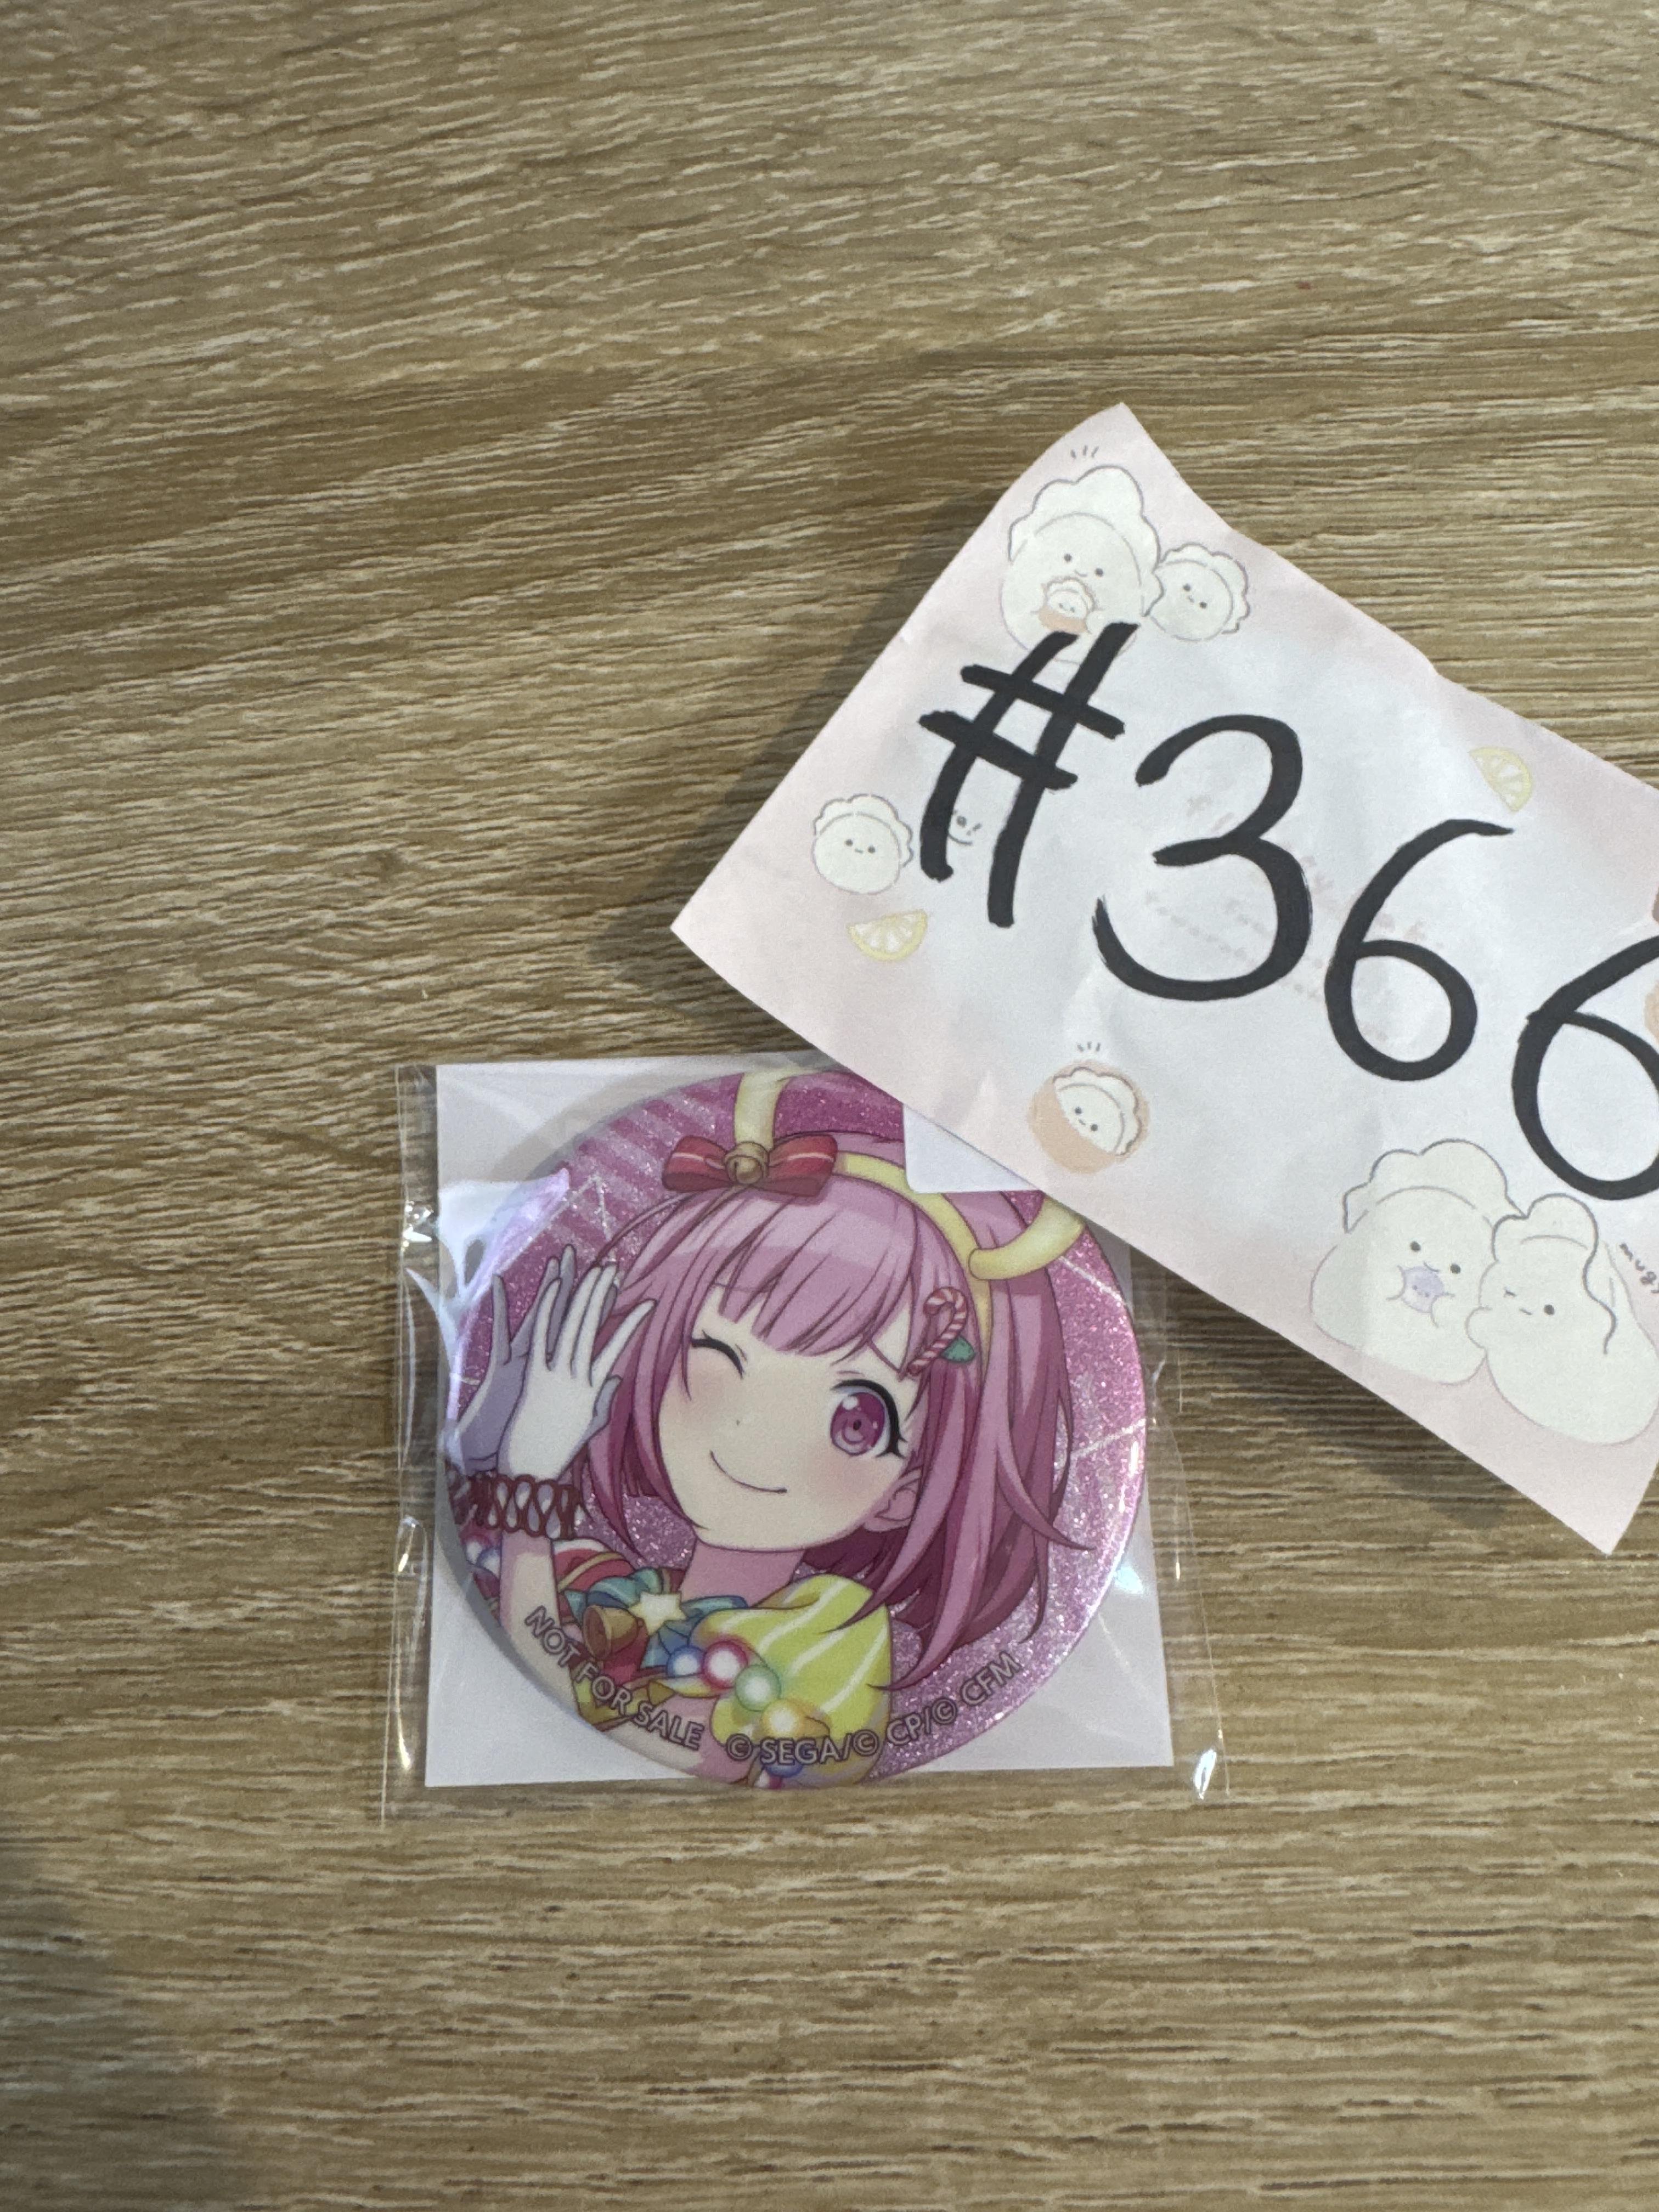 #366
NOT FOR SALE © SEGA/© CP/© CFM